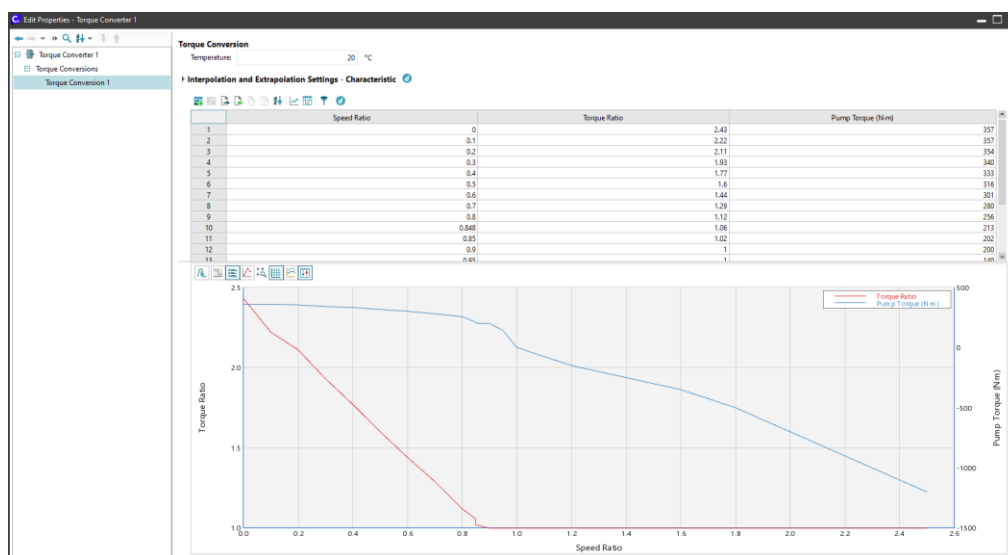 Edit Properties - Torque Converter 1
Torque Converter 1
Torque Conversions
Torque Conversion 1
Torque Conversion
Temperature: 20 °C
Interpolation and Extrapolation Settings - Characteristic
Speed Ratio Torque Ratio Pump Torque (N·m)
1 0 2.43 357
2 0.1 2.22 357
3 0.2 2.11 354
4 0.3 1.93 340
5 0.4 1.77 333
6 0.5 1.6 316
7 0.6 1.44 301
8 0.7 1.29 280
9 0.8 1.12 256
10 0.848 1.06 213
11 0.85 1.02 202
12 0.9 1 200
13 0.95 1 140
Torque Ratio
Pump Torque (N·m)
2.5
2.0
1.5
1.0
Torque Ratio
500
0
-500
-1000
-1500
Pump Torque (N·m)
0.0 0.2 0.4 0.6 0.8 1.0 1.2 1.4 1.6 1.8 2.0 2.2 2.4 2.6
Speed Ratio